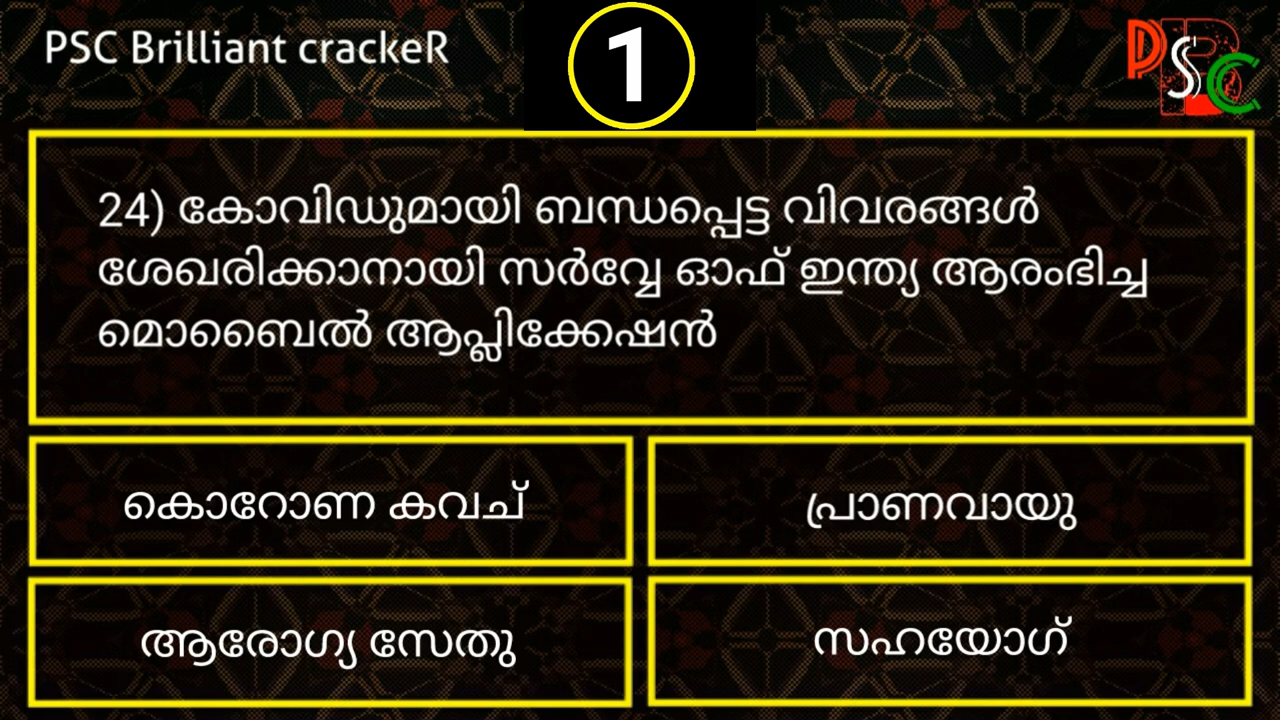 PSC Brilliant crackeR
1
PSC
B
24) കോവിഡുമായി ബന്ധപ്പെട്ട വിവരങ്ങൾ
ശേഖരിക്കാനായി സർവ്വേ ഓഫ് ഇന്ത്യ ആരംഭിച്ച
മൊബൈൽ ആപ്ലിക്കേഷൻ
കൊറോണ കവച്
പ്രാണവായു
ആരോഗ്യ സേതു
സഹയോഗ്